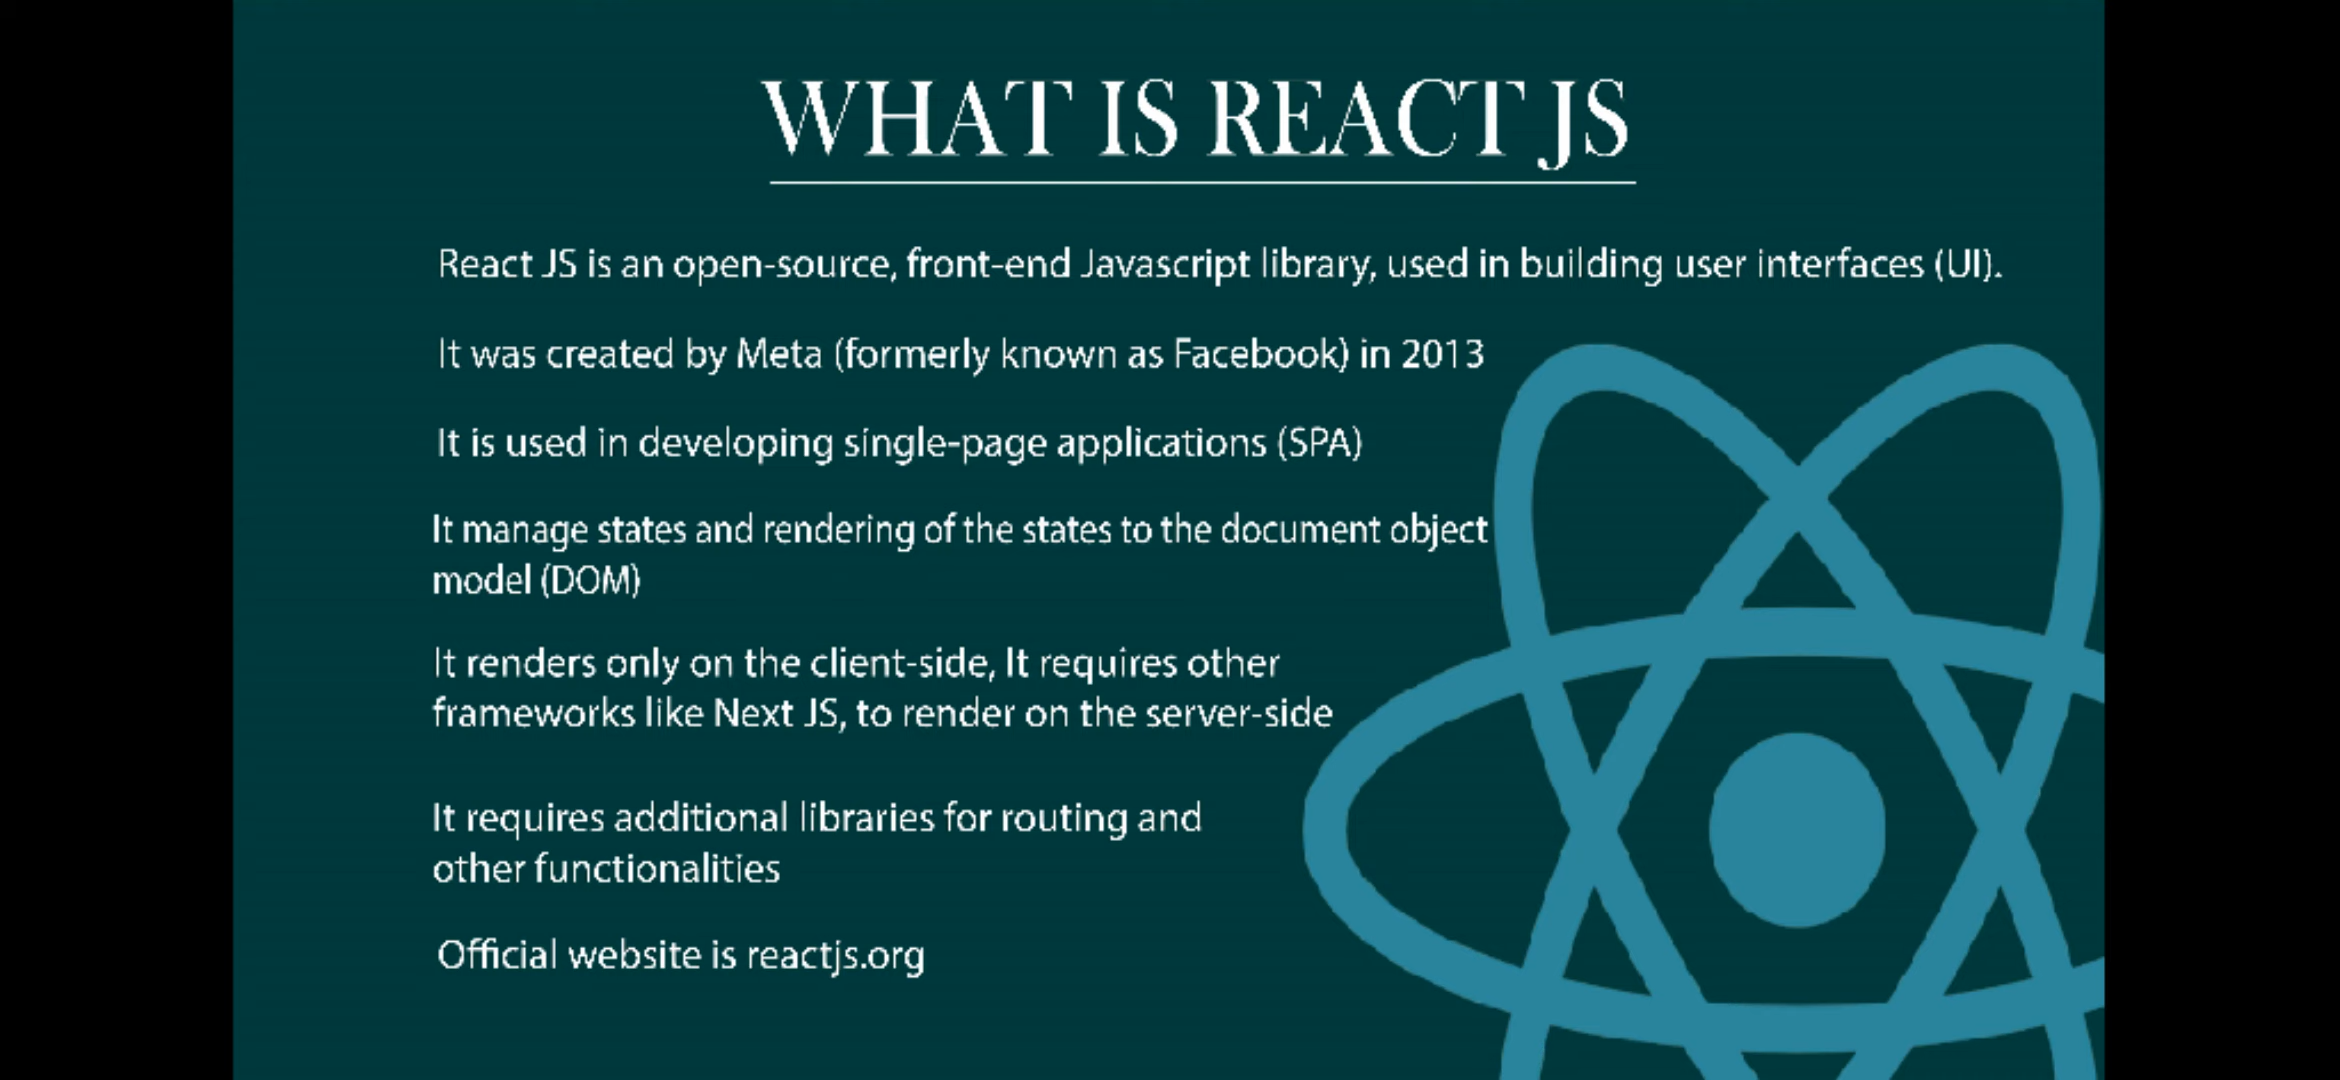 WHAT IS REACT JS
React JS is an open-source, front-end Javascript library, used in building user interfaces (UI).
It was created by Meta (formerly known as Facebook) in 2013
It is used in developing single-page applications (SPA)
It manage states and rendering of the states to the document object
model (DOM)
It renders only on the client-side, It requires other
frameworks like Next JS, to render on the server-side
It requires additional libraries for routing and
other functionalities
Official website is reactjs.org